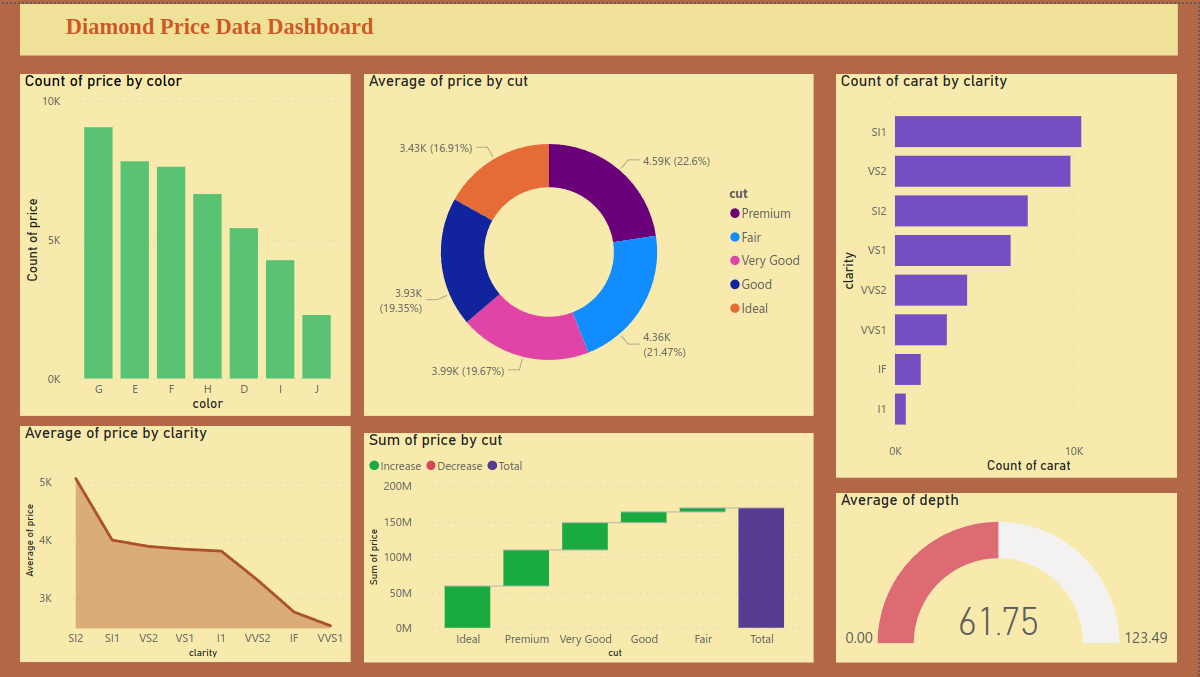 Diamond Price Data Dashboard
Count of price by color
10K
5K
0K
Count of price
G E F H D I J
color
Average of price by cut
3.43K (16.91%)
4.59K (22.6%)
3.93K
(19.35%)
4.36K
(21.47%)
3.99K (19.67%)
cut
Premium
Fair
Very Good
Good
Ideal
Count of carat by clarity
clarity
SI1
VS2
SI2
VS1
VVS2
VVS1
IF
I1
0K 10K
Count of carat
Average of price by clarity
5K
4K
3K
Average of price
SI2 SI1 VS2 VS1 I1 VVS2 IF VVS1
clarity
Sum of price by cut
Increase Decrease Total
200M
150M
100M
50M
0M
Sum of price
Ideal Premium Very Good Good Fair Total
cut
Average of depth
61.75
0.00 123.49